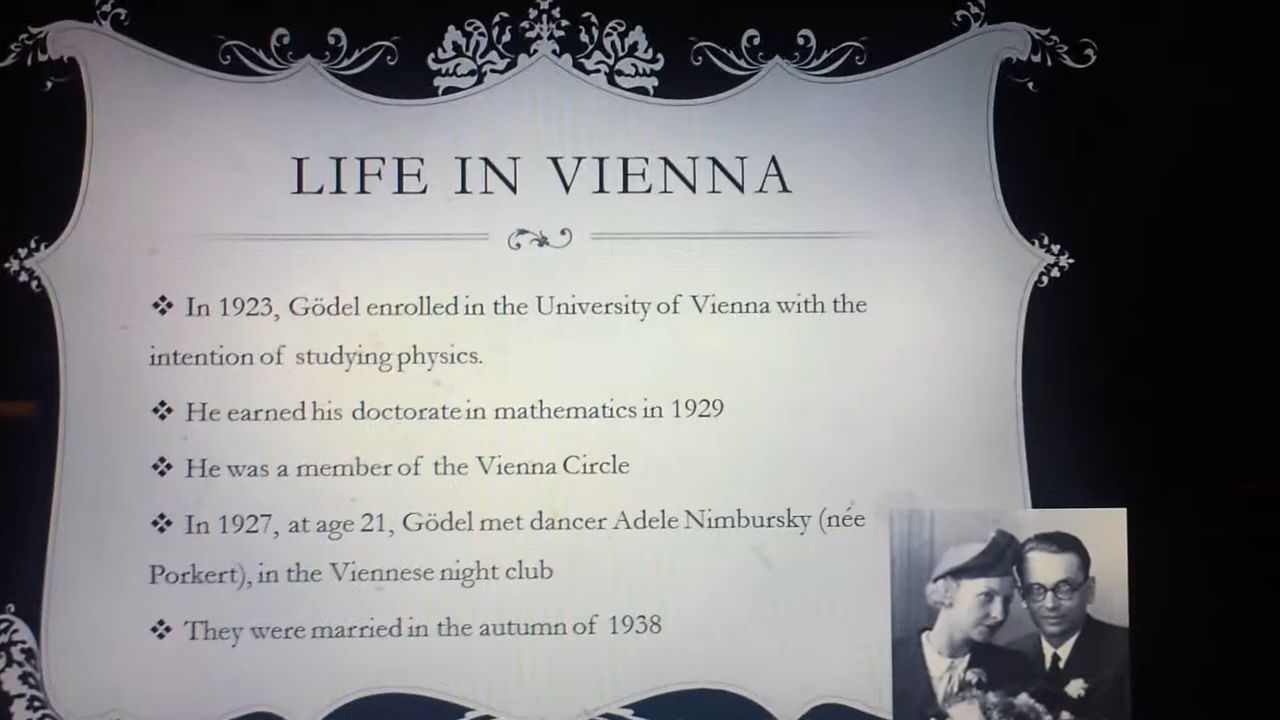 LIFE IN VIENNA
❖ In 1923, Gödel enrolled in the University of Vienna with the
intention of studying physics.
❖ He earned his doctorate in mathematics in 1929
❖ He was a member of the Vienna Circle
❖ In 1927, at age 21, Gödel met dancer Adele Nimbursky (née
Porkert), in the Viennese night club
❖ They were married in the autumn of 1938